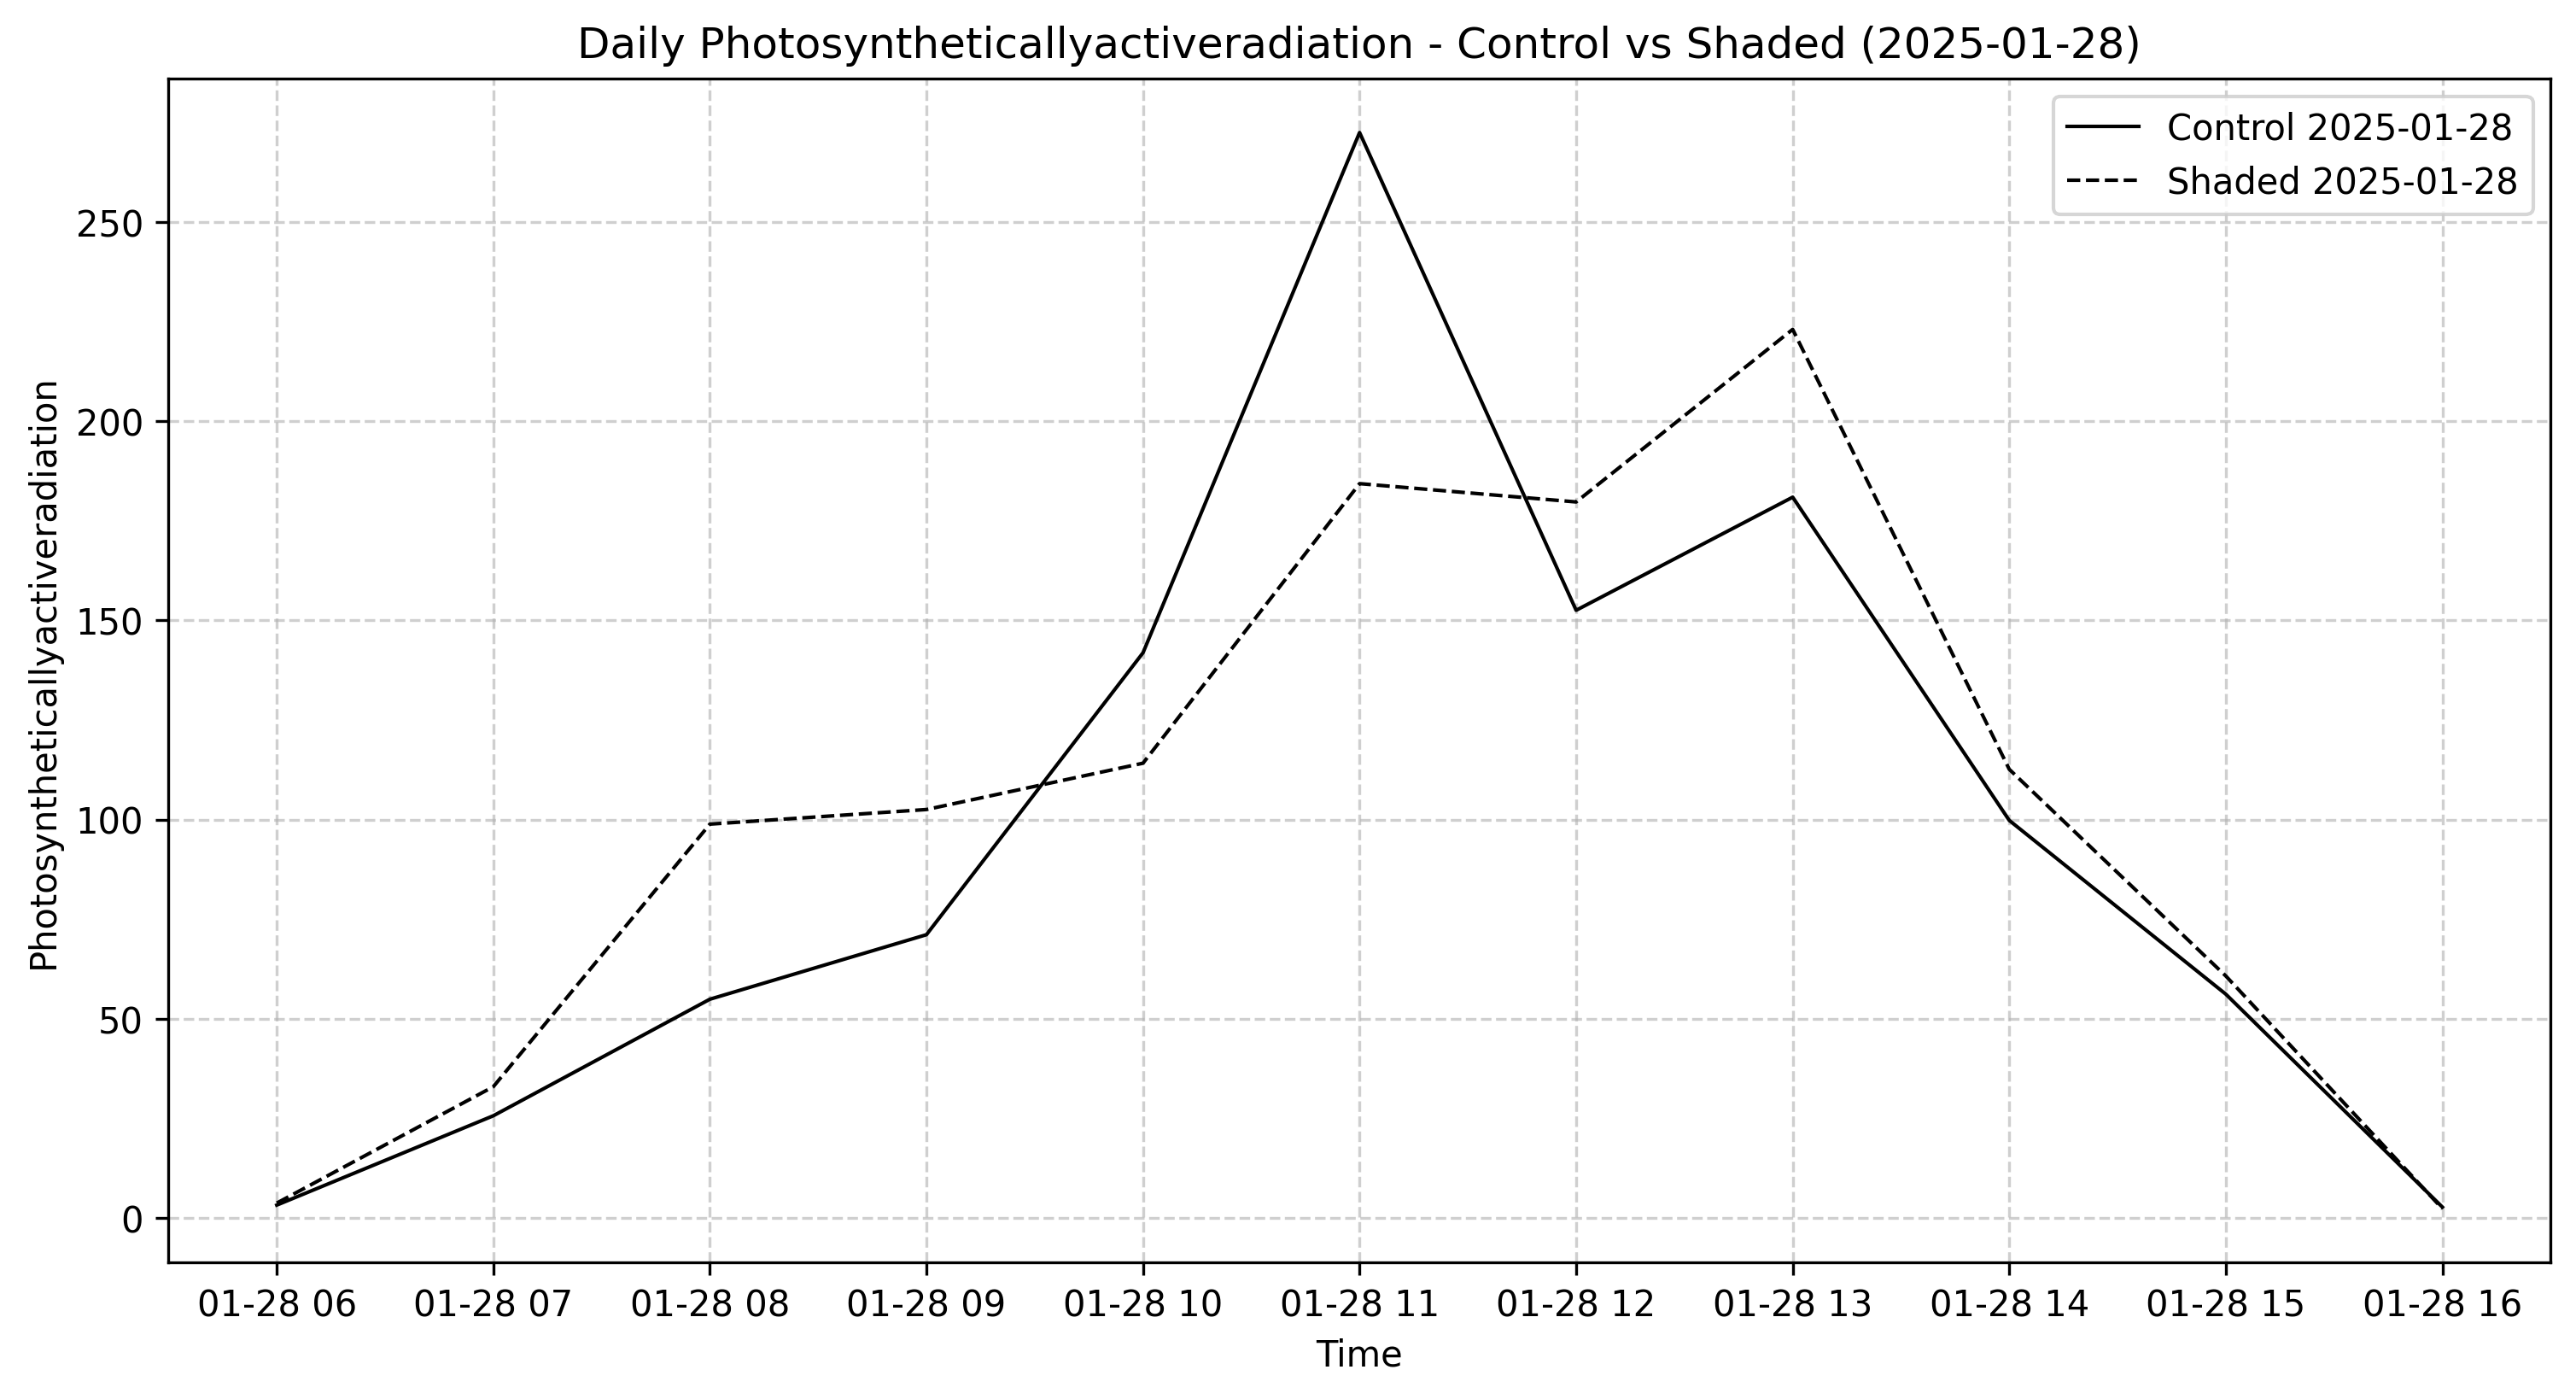 Daily Photosyntheticallyactiveradiation - Control vs Shaded (2025-01-28)
Control 2025-01-28
Shaded 2025-01-28
Photosyntheticallyactiveradiation
250
200
150
100
50
0
01-28 06 01-28 07 01-28 08 01-28 09 01-28 10 01-28 11 01-28 12 01-28 13 01-28 14 01-28 15 01-28 16
Time